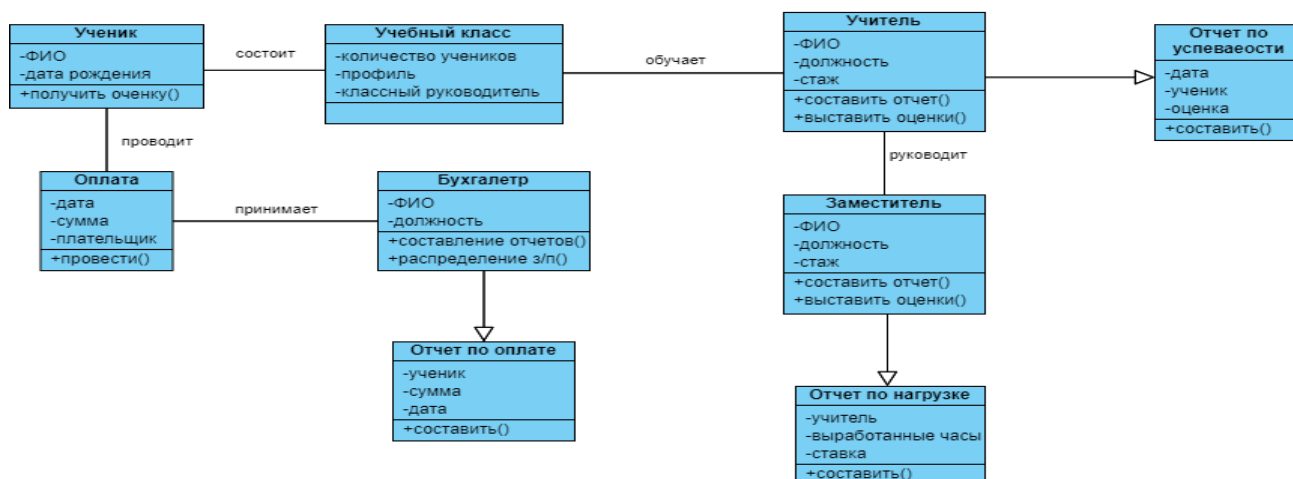 Ученик
-ФИО
-дата рождения
+получить оченку()
состоит
Учебный класс
-количество учеников
-профиль
-классный руководитель
обучает
Учитель
-ФИО
-должность
-стаж
+составить отчет()
+выставить оценки()
Отчет по
успеваеости
-дата
-ученик
-оценка
+составить()
проводит
руководит
Оплата
-дата
-сумма
-плательщик
+провести()
принимает
Бухгалетр
-ФИО
-должность
+составление отчетов()
+распределение з/п()
Заместитель
-ФИО
-должность
-стаж
+составить отчет()
+выставить оценки()
Отчет по оплате
-ученик
-сумма
-дата
+составить()
Отчет по нагрузке
-учитель
-выработанные часы
-ставка
+составить()